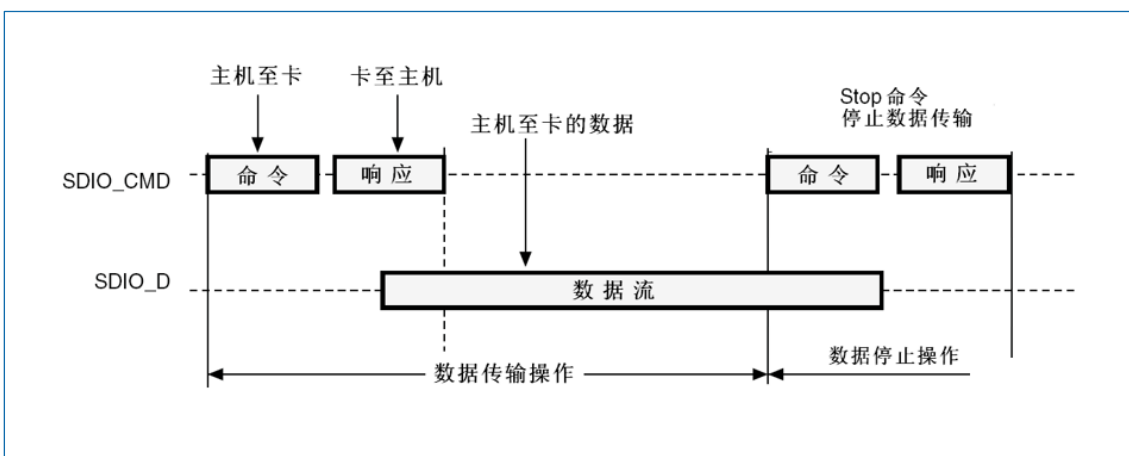 主机至卡
卡至主机
Stop 命令
停止数据传输
主机至卡的数据
SDIO_CMD
命令
响应
命令
响应
SDIO_D
数据流
数据传输操作
数据停止操作